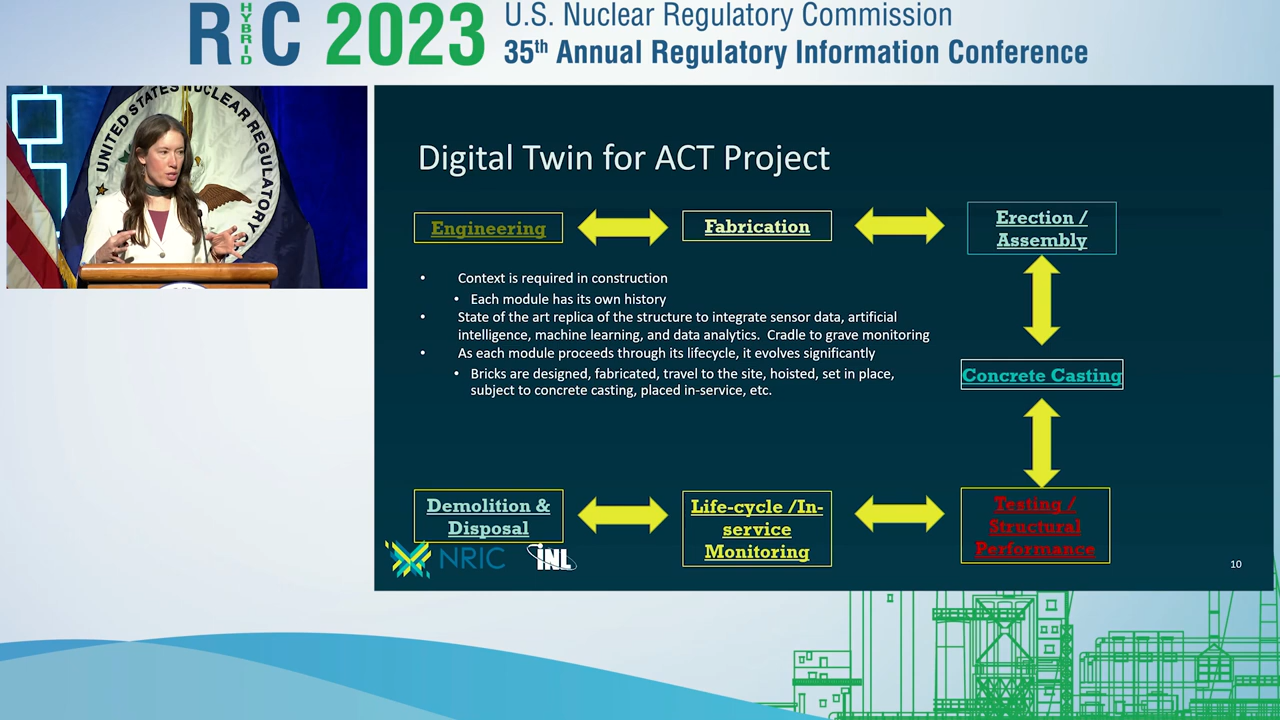 RIC 2023
HYBRID
U.S. Nuclear Regulatory Commission
35th Annual Regulatory Information Conference
UNITED STATES NUCLEAR REGULATORY CO
Digital Twin for ACT Project
Engineering
Fabrication
Erection /
Assembly
• Context is required in construction
• Each module has its own history
• State of the art replica of the structure to integrate sensor data, artificial
intelligence, machine learning, and data analytics. Cradle to grave monitoring
• As each module proceeds through its lifecycle, it evolves significantly
• Bricks are designed, fabricated, travel to the site, hoisted, set in place,
subject to concrete casting, placed in-service, etc.
Concrete Casting
Demolition &
Disposal
Life-cycle /In-
service
Monitoring
Testing /
Structural
Performance
NRIC
INL
10